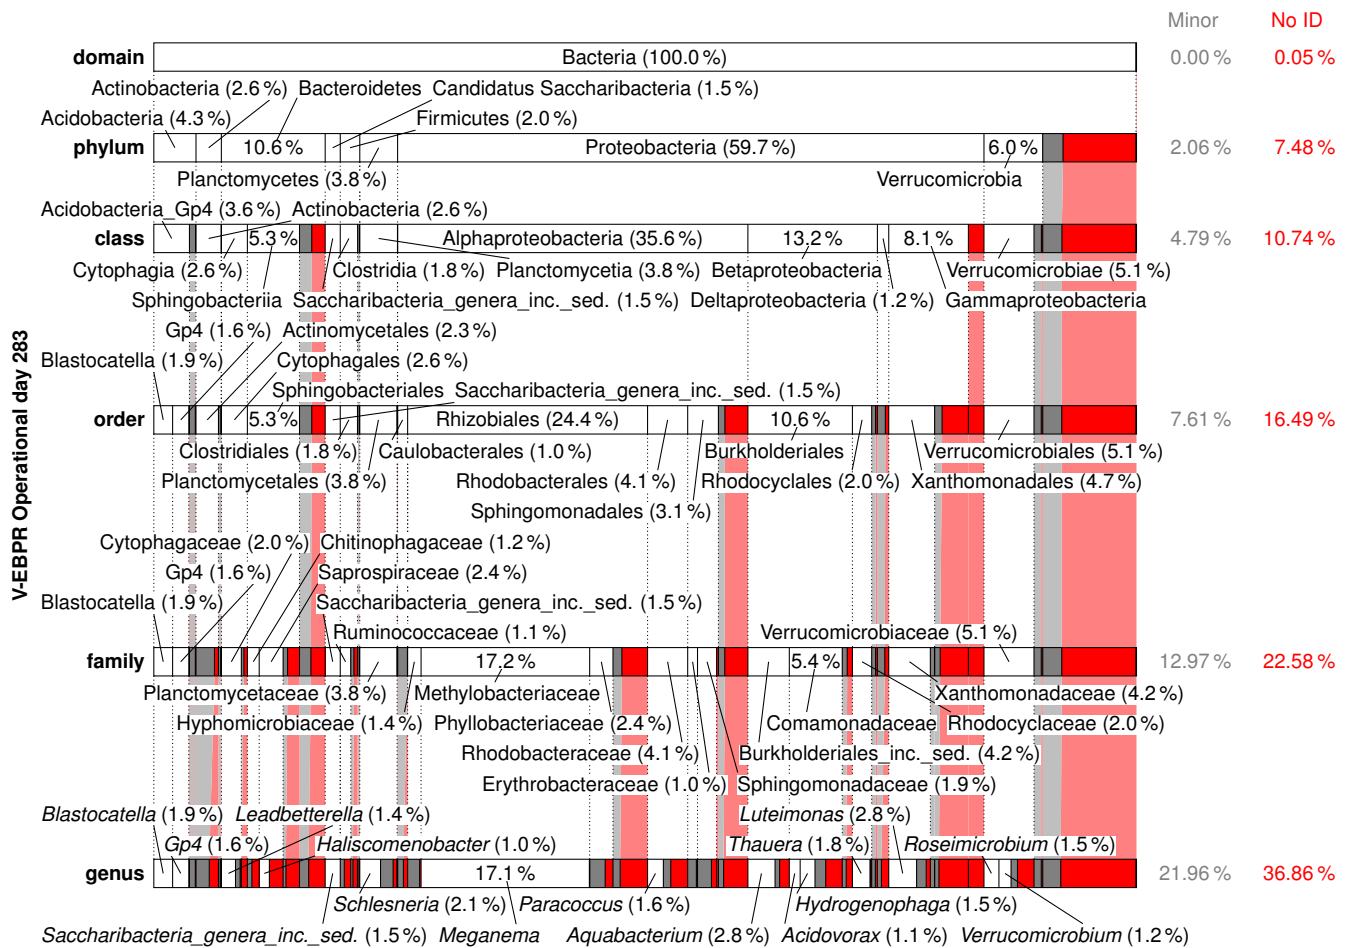 Minor No ID
domain Bacteria (100.0 %) 0.00 % 0.05 %
Actinobacteria (2.6 %) Bacteroidetes Candidatus Saccharibacteria (1.5 %)
Acidobacteria (4.3 %) Firmicutes (2.0 %)
phylum 10.6 % Proteobacteria (59.7 %) 6.0 % 2.06 % 7.48 %
Planctomycetes (3.8 %) Verrucomicrobia
Acidobacteria_Gp4 (3.6 %) Actinobacteria (2.6 %)
class 5.3 % Alphaproteobacteria (35.6 %) 13.2 % 8.1 % 4.79 % 10.74 %
Cytophagia (2.6 %) Clostridia (1.8 %) Planctomycetia (3.8 %) Betaproteobacteria Verrucomicrobiae (5.1 %)
Sphingobacteriia Saccharibacteria_genera_inc._sed. (1.5 %) Deltaproteobacteria (1.2 %) Gammaproteobacteria
Gp4 (1.6 %) Actinomycetales (2.3 %)
Blastocatella (1.9 %) Cytophagales (2.6 %)
Sphingobacteriales Saccharibacteria_genera_inc._sed. (1.5 %)
order 5.3 % Rhizobiales (24.4 %) 10.6 % 7.61 % 16.49 %
Clostridiales (1.8 %) Caulobacterales (1.0 %) Burkholderiales Verrucomicrobiales (5.1 %)
Planctomycetales (3.8 %) Rhodobacterales (4.1 %) Rhodocyclales (2.0 %) Xanthomonadales (4.7 %)
Sphingomonadales (3.1 %)
V-EBPR Operational day 283
Cytophagaceae (2.0 %) Chitinophagaceae (1.2 %)
Gp4 (1.6 %) Saprospiraceae (2.4 %)
Blastocatella (1.9 %) Saccharibacteria_genera_inc._sed. (1.5 %)
Ruminococcaceae (1.1 %) Verrucomicrobiaceae (5.1 %)
family 17.2 % 5.4 % 12.97 % 22.58 %
Planctomycetaceae (3.8 %) Methylobacteriaceae Xanthomonadaceae (4.2 %)
Hyphomicrobiaceae (1.4 %) Phyllobacteriaceae (2.4 %) Comamonadaceae Rhodocyclaceae (2.0 %)
Rhodobacteraceae (4.1 %) Burkholderiales_inc._sed. (4.2 %)
Erythrobacteraceae (1.0 %) Sphingomonadaceae (1.9 %)
Blastocatella (1.9 %) Leadbetterella (1.4 %) Luteimonas (2.8 %)
Gp4 (1.6 %) Haliscomenobacter (1.0 %) Thauera (1.8 %) Roseimicrobium (1.5 %)
genus 17.1 % 21.96 % 36.86 %
Schlesneria (2.1 %) Paracoccus (1.6 %) Hydrogenophaga (1.5 %)
Saccharibacteria_genera_inc._sed. (1.5 %) Meganema Aquabacterium (2.8 %) Acidovorax (1.1 %) Verrucomicrobium (1.2 %)